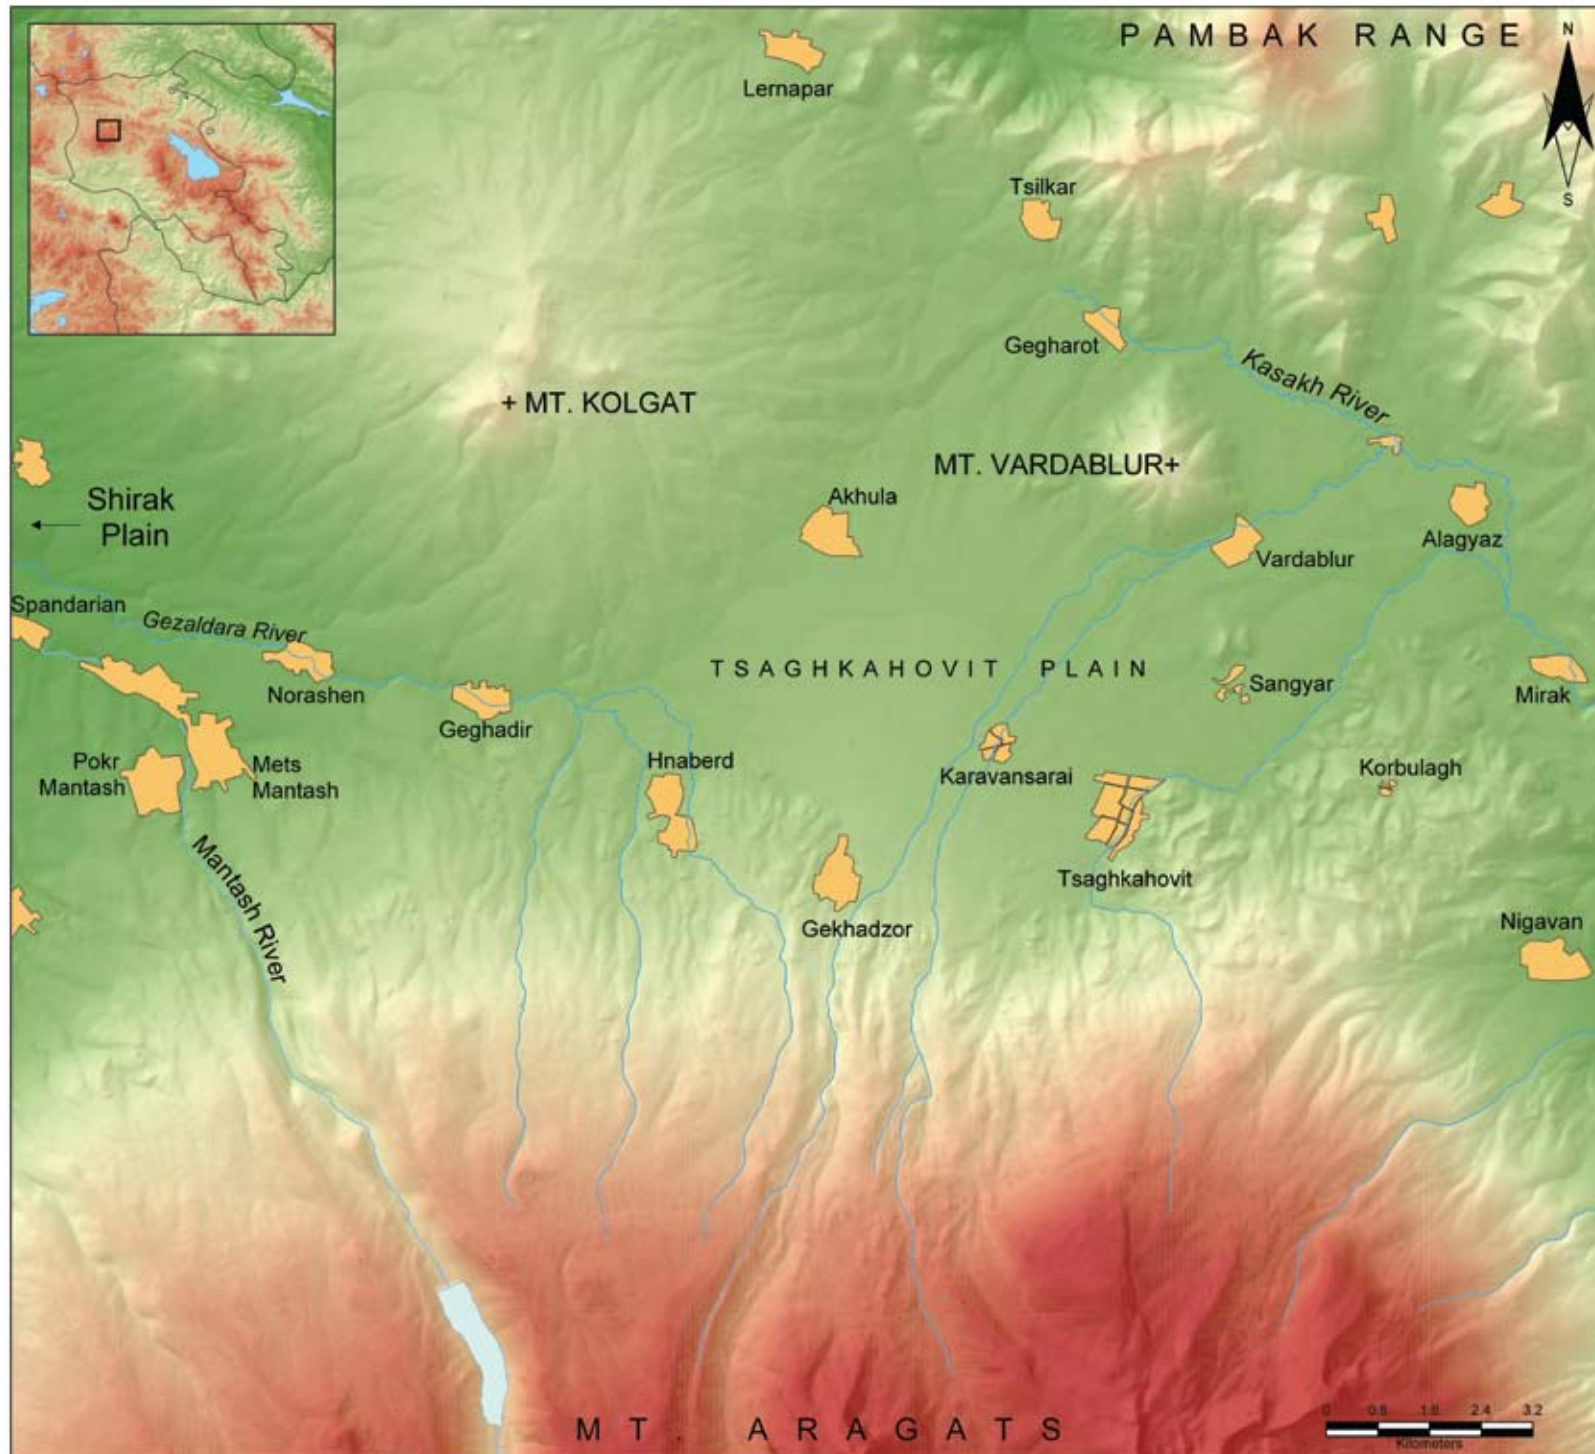 PAMBAK RANGE
N
S
Lernapar
Tsilkar
Gegharot
Kasakh River
+ MT. KOLGAT
MT. VARDABLUR+
Shirak
Plain
Akhula
Vardablur
Alagyaz
Spandarian
Gezaldara River
Norashen
Geghadir
TSAGHKAHOVIT PLAIN
Sangyar
Mirak
Pokr
Mantash
Mets
Mantash
Hnaberd
Karavansarai
Korbulagh
Mantash River
Gekhadzor
Tsaghkahovit
Nigavan
MT. ARAGATS
0 0.8 1.6 2.4 3.2
Kilometers